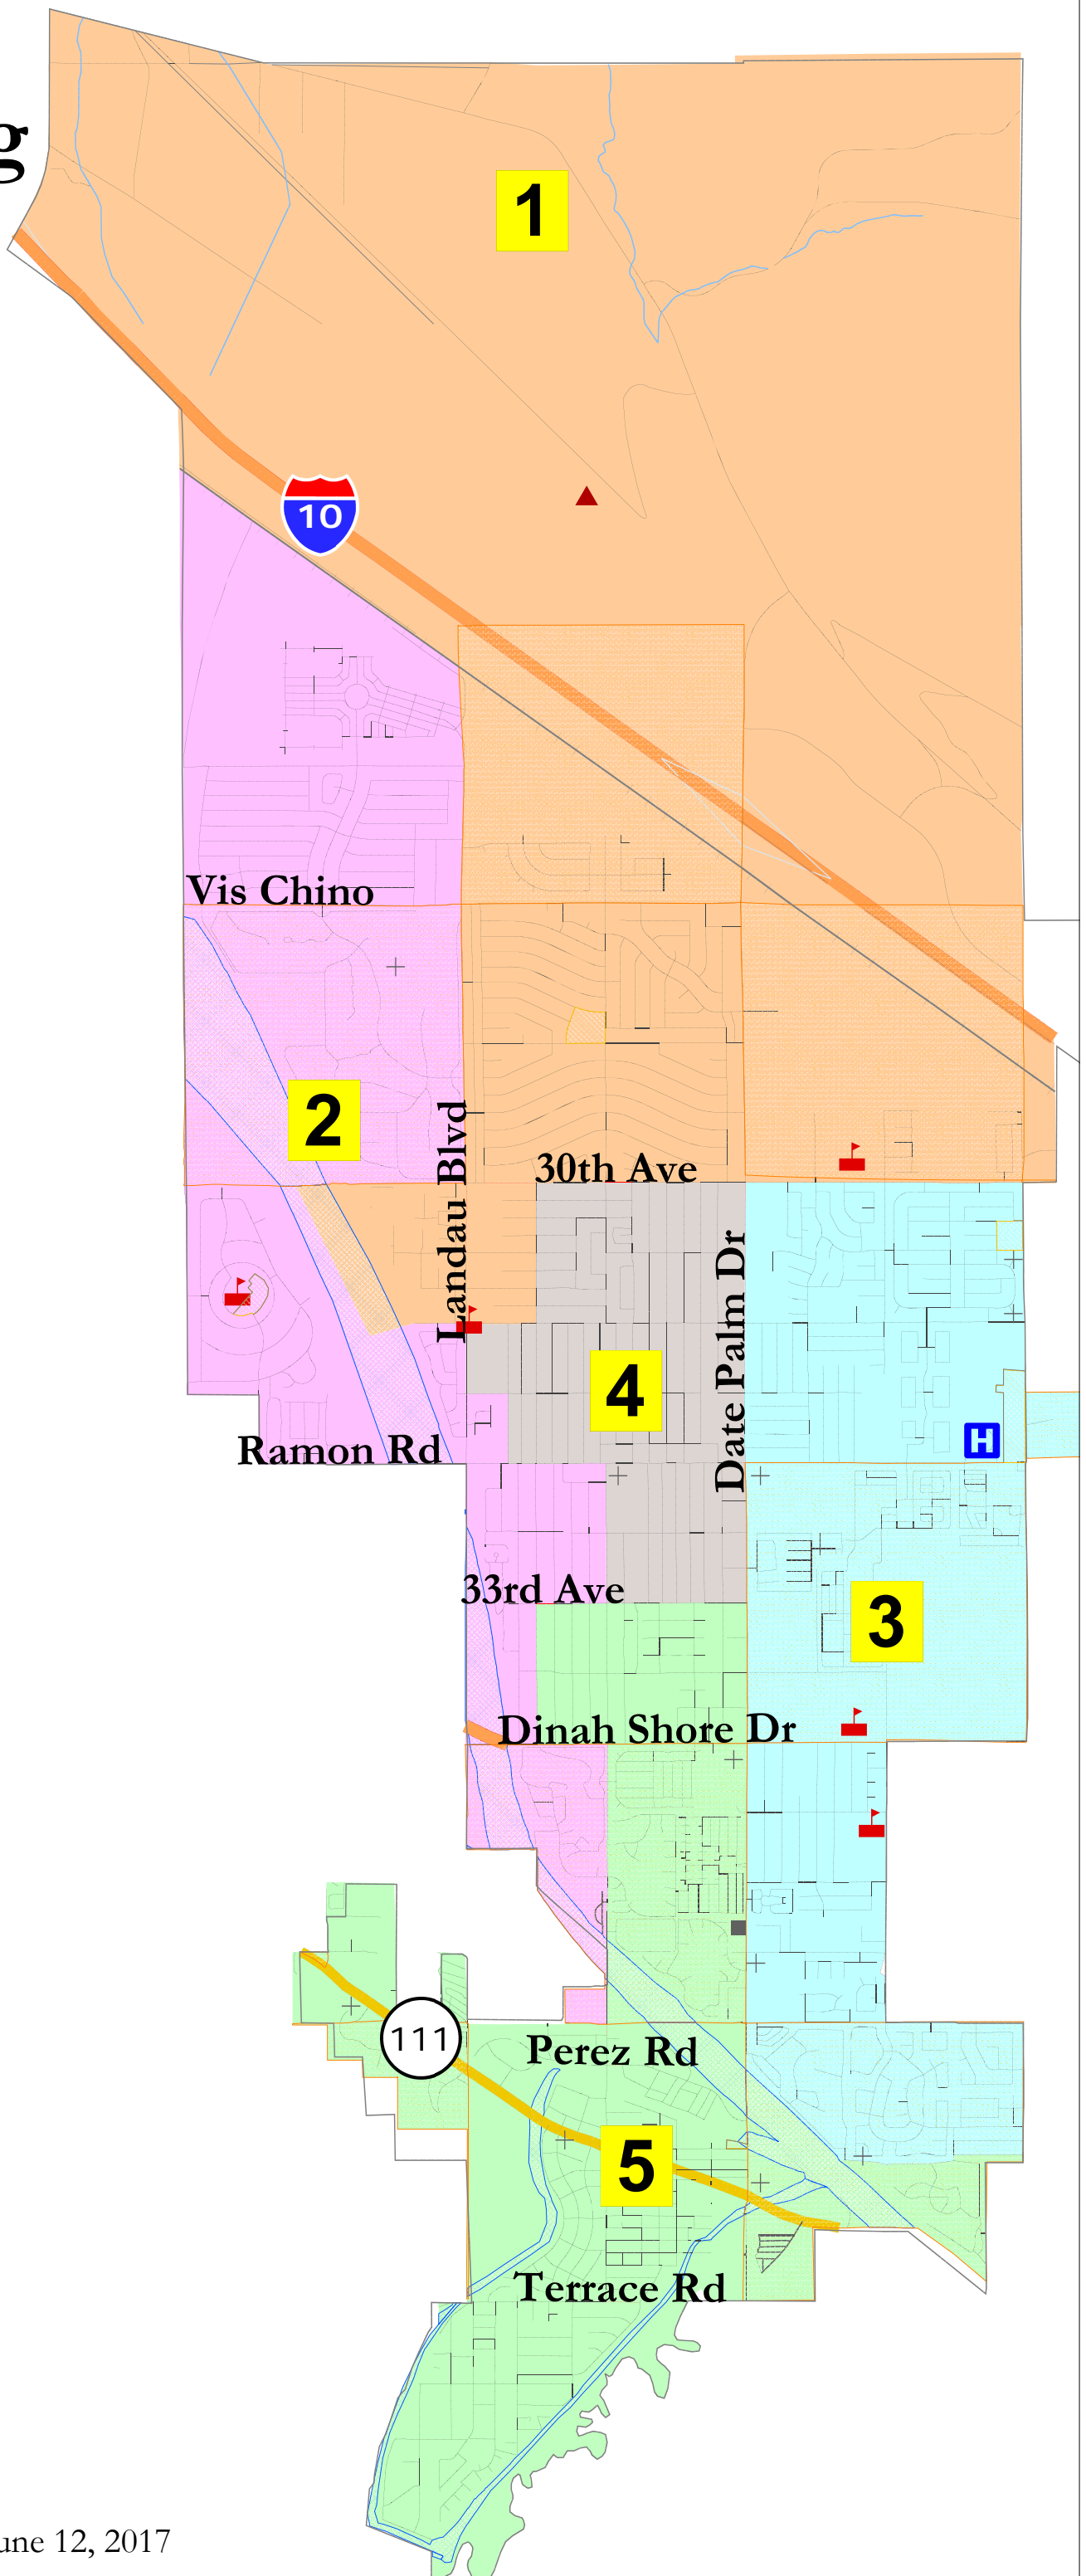 g
1
10
Vis Chino
2
Landau Blvd
30th Ave
Date Palm Dr
4
H
Ramon Rd
33rd Ave
3
Dinah Shore Dr
111
Perez Rd
5
Terrace Rd
une 12, 2017